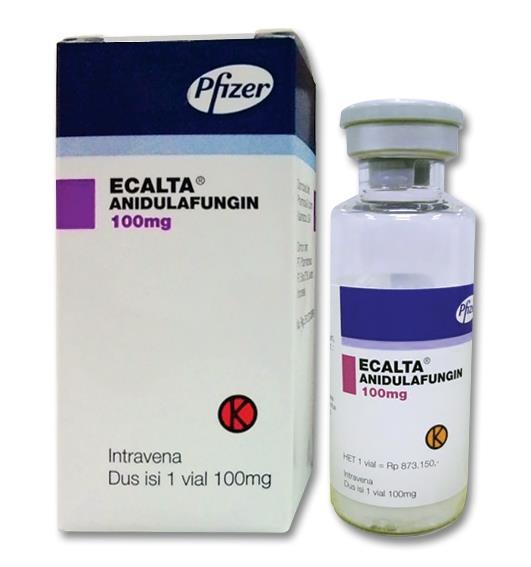 Pfizer
ECALTA®
ANIDULAFUNGIN
100mg
K
Intravena
Dus isi 1 vial 100mg
Pfizer
ECALTA®
ANIDULAFUNGIN
100mg
K
HET 1 vial = Rp 873.150,-
Intravena
Dus isi 1 vial 100mg